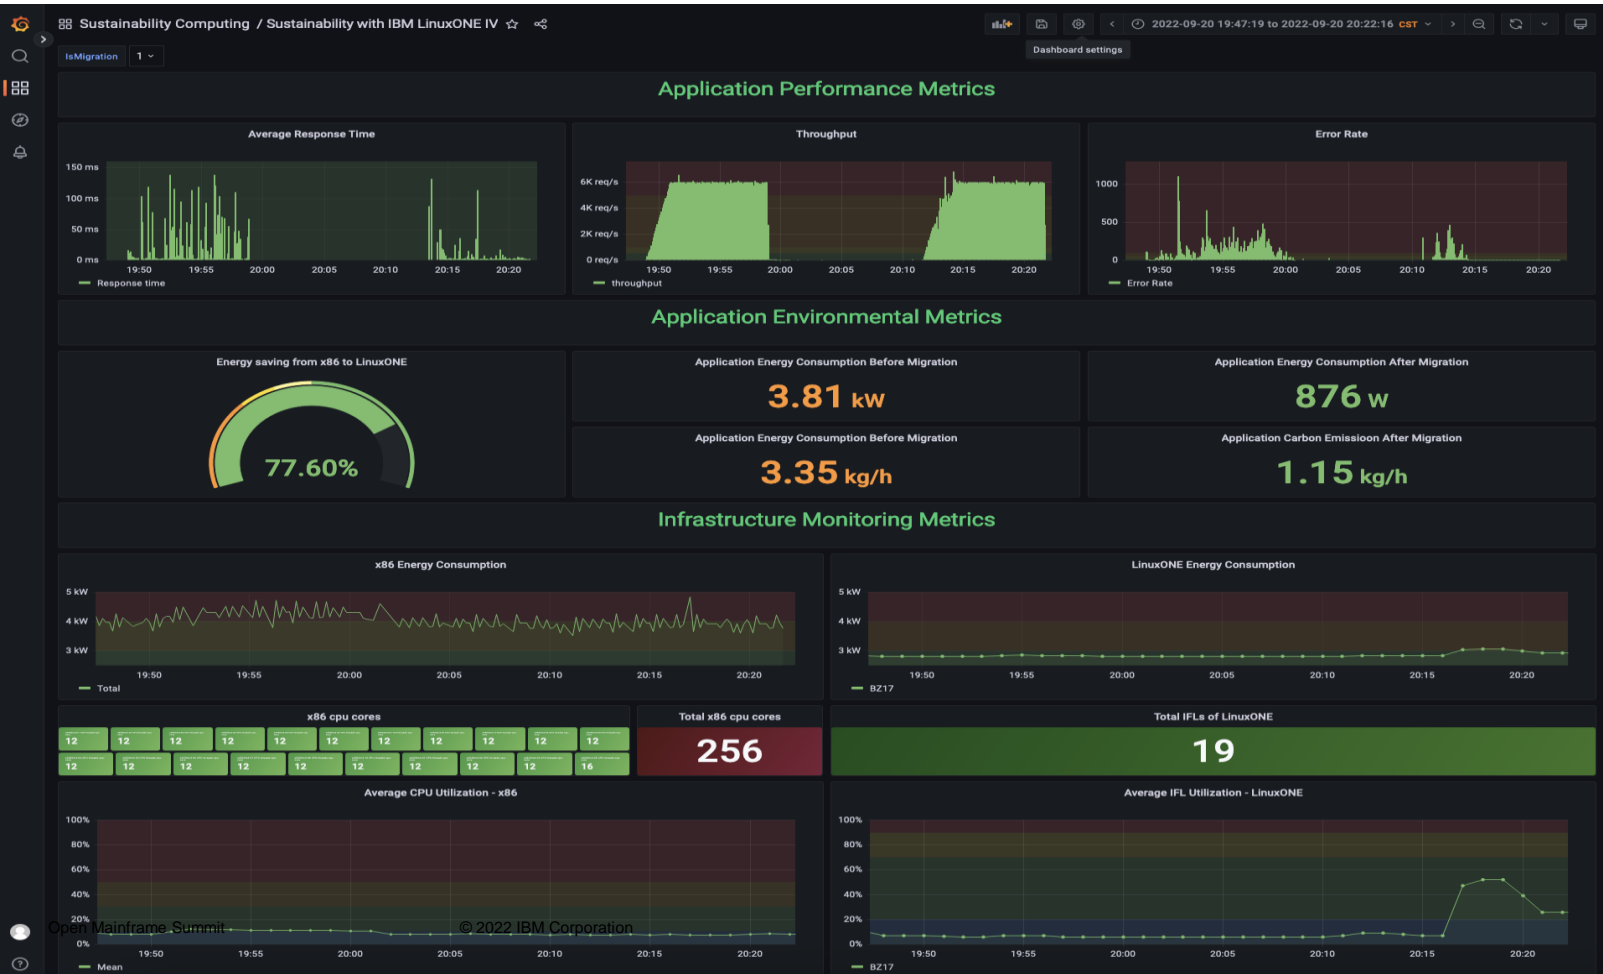 Sustainability Computing / Sustainability with IBM LinuxONE IV
2022-09-20 19:47:19 to 2022-09-20 20:22:16 CST
Dashboard settings
IsMigration 1
Application Performance Metrics
Average Response Time
150 ms
100 ms
50 ms
0 ms
19:50 19:55 20:00 20:05 20:10 20:15 20:20
Response time
Throughput
6K req/s
4K req/s
2K req/s
0 req/s
19:50 19:55 20:00 20:05 20:10 20:15 20:20
throughput
Error Rate
1000
500
0
19:50 19:55 20:00 20:05 20:10 20:15 20:20
Error Rate
Application Environmental Metrics
Energy saving from x86 to LinuxONE
77.60%
Application Energy Consumption Before Migration
3.81 kW
Application Energy Consumption After Migration
876 W
Application Energy Consumption Before Migration
3.35 kg/h
Application Carbon Emissioon After Migration
1.15 kg/h
Infrastructure Monitoring Metrics
x86 Energy Consumption
5 kW
4 kW
3 kW
19:50 19:55 20:00 20:05 20:10 20:15 20:20
Total
LinuxONE Energy Consumption
5 kW
4 kW
3 kW
19:50 19:55 20:00 20:05 20:10 20:15 20:20
BZ17
x86 cpu cores
12 12 12 12 12 12 12 12 12 12 12
12 12 12 12 12 12 12 12 12 16
Total x86 cpu cores
256
Total IFLs of LinuxONE
19
Average CPU Utilization - x86
100%
80%
60%
40%
20%
0%
19:50 19:55 20:00 20:05 20:10 20:15 20:20
Mean
Average IFL Utilization - LinuxONE
100%
80%
60%
40%
20%
0%
19:50 19:55 20:00 20:05 20:10 20:15 20:20
BZ17
Open Mainframe Summit
© 2022 IBM Corporation